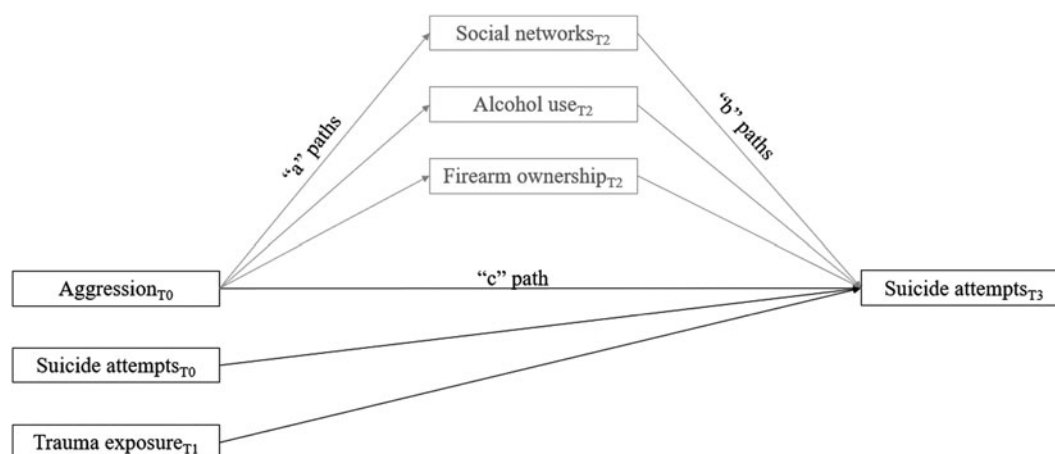 Social networksT2
Alcohol useT2
Firearm ownershipT2
“a” paths
“b” paths
“c” path
AggressionT0
Suicide attemptsT3
Suicide attemptsT0
Trauma exposureT1